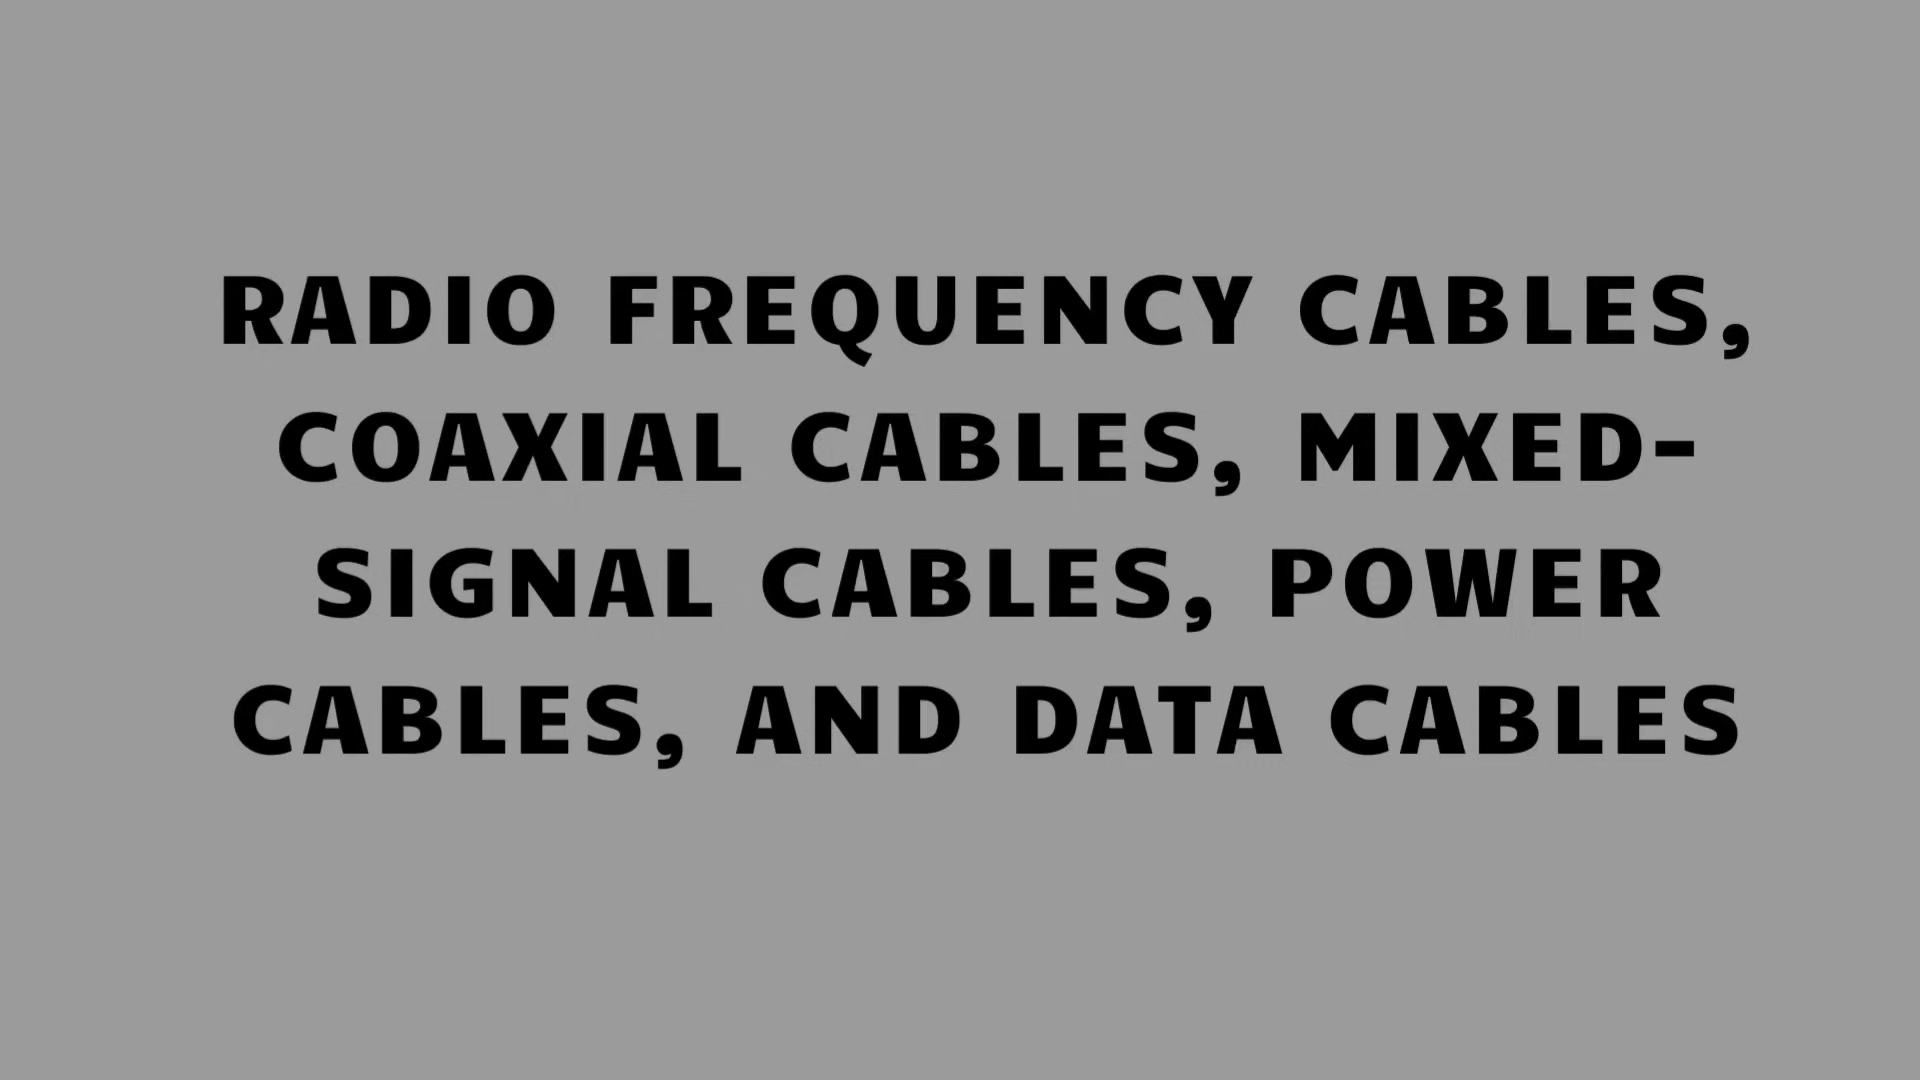 RADIO FREQUENCY CABLES,
COAXIAL CABLES, MIXED-
SIGNAL CABLES, POWER
CABLES, AND DATA CABLES